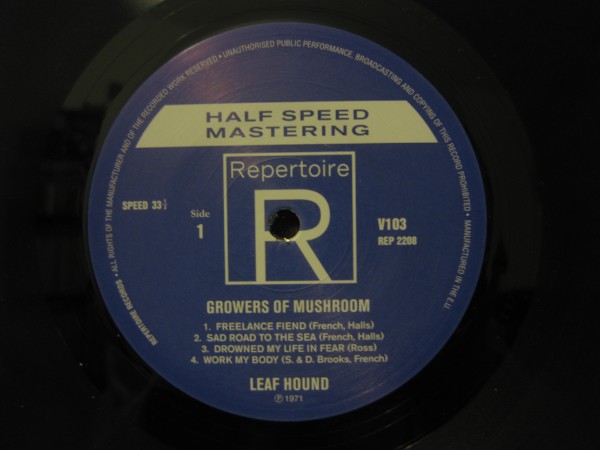 • ALL RIGHTS OF THE MANUFACTURER AND OF THE RECORDED WORK RESERVED • UNAUTHORISED PUBLIC PERFORMANCE, BROADCASTING AND COPYING OF THIS RECORD PROHIBITED • MANUFACTURED IN THE E.U.
REPERTOIRE RECORDS
HALF SPEED
MASTERING
Repertoire
R
SPEED 33⅓
Side
1
V103
REP 2208
GROWERS OF MUSHROOM
1. FREELANCE FIEND (French, Halls)
2. SAD ROAD TO THE SEA (French, Halls)
3. DROWNED MY LIFE IN FEAR (Ross)
4. WORK MY BODY (S. & D. Brooks, French)
LEAF HOUND
℗ 1971